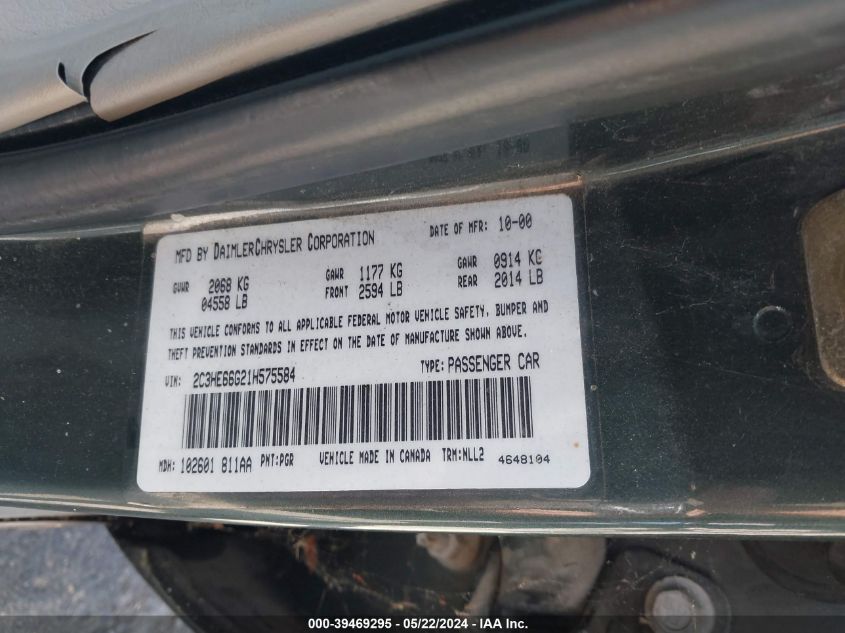 MFD BY DAIMLERCHRYSLER CORPORATION DATE OF MFR: 10-00
GVWR 2068 KG GAWR 1177 KG GAWR 0914 KG
04558 LB FRONT 2594 LB REAR 2014 LB
THIS VEHICLE CONFORMS TO ALL APPLICABLE FEDERAL MOTOR VEHICLE SAFETY, BUMPER AND
THEFT PREVENTION STANDARDS IN EFFECT ON THE DATE OF MANUFACTURE SHOWN ABOVE.
VIN: 2C3HE66G21H575584 TYPE: PASSENGER CAR
MDH: 102601 811AA PNT:PGR VEHICLE MADE IN CANADA TRM:NLL2 4648104
000-39469295 - 05/22/2024 - IAA Inc.